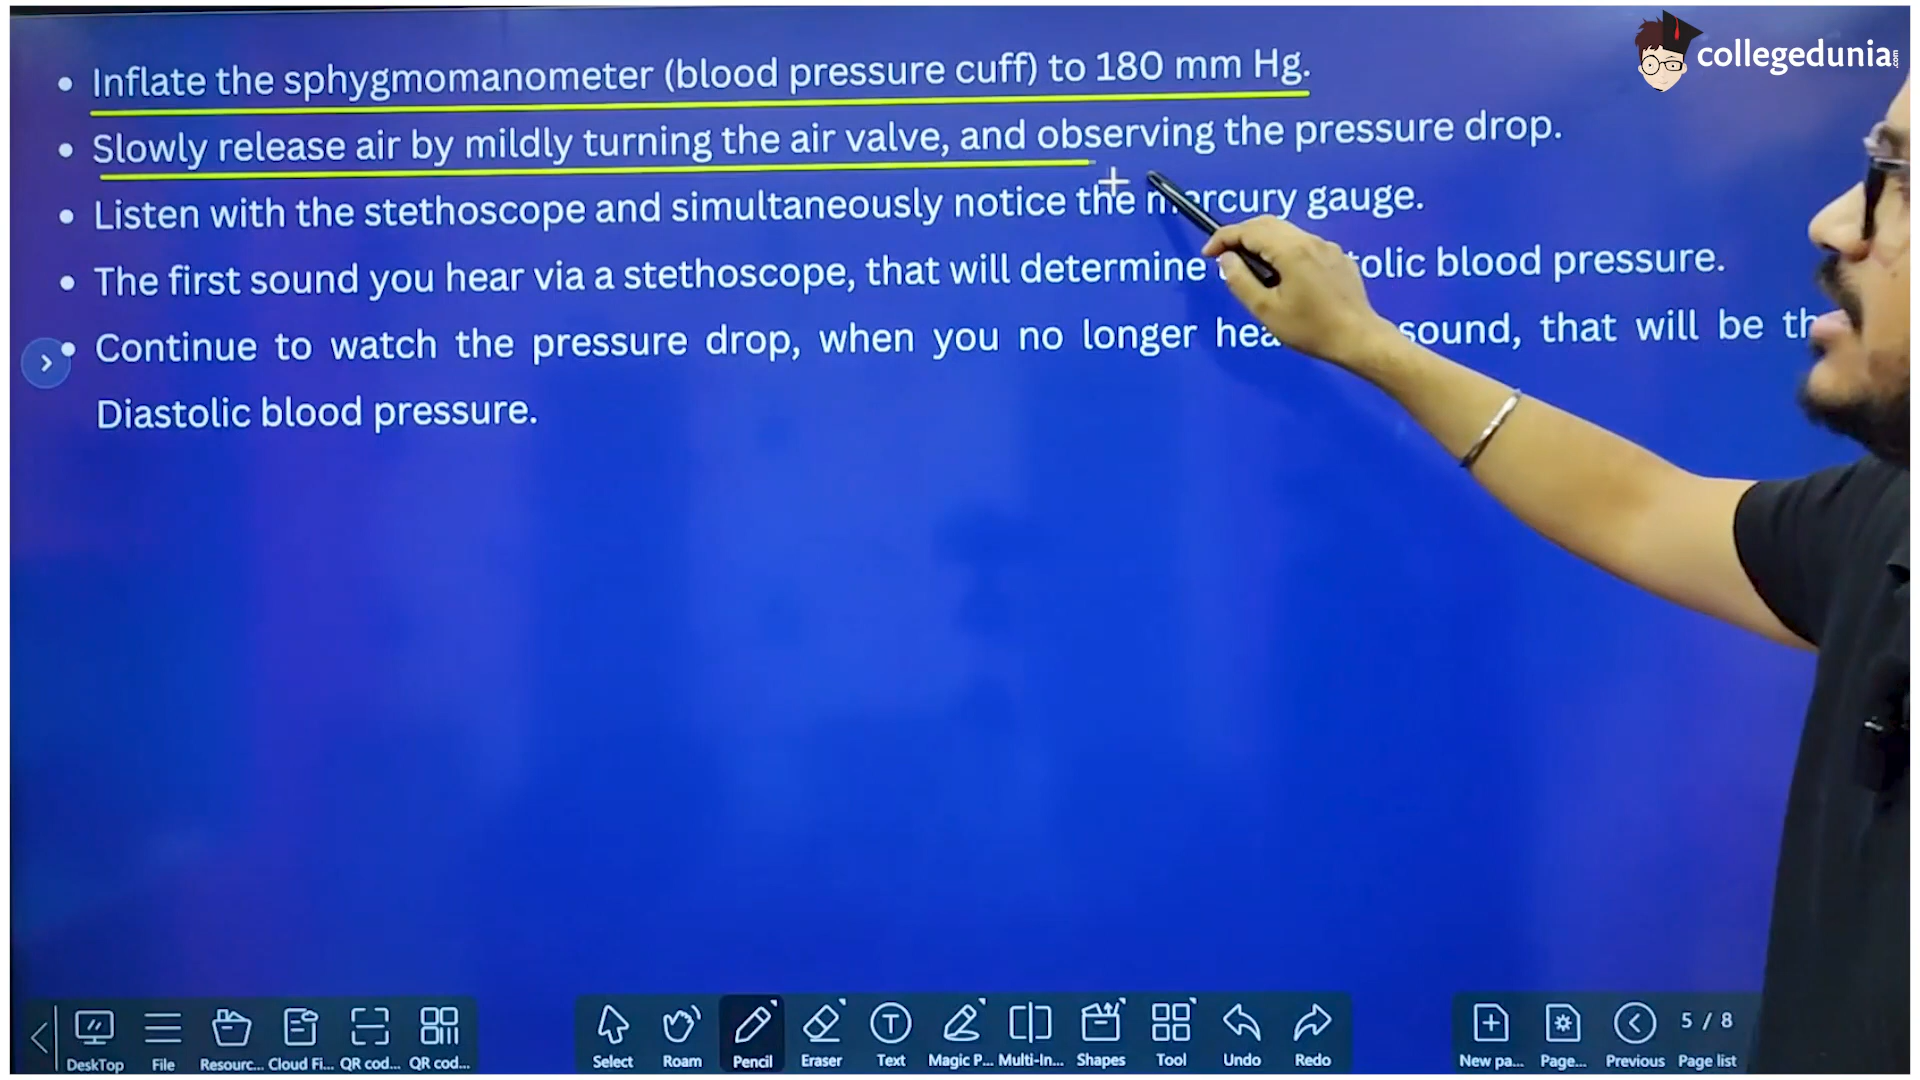 collegedunia.com
• Inflate the sphygmomanometer (blood pressure cuff) to 180 mm Hg.
• Slowly release air by mildly turning the air valve, and observing the pressure drop.
• Listen with the stethoscope and simultaneously notice the mercury gauge.
• The first sound you hear via a stethoscope, that will determine blood pressure.
• Continue to watch the pressure drop, when you no longer sound, that will be
Diastolic blood pressure.
DeskTop File Resourc... Cloud Fi... QR cod... QR cod... Select Roam Pencil Eraser Text Magic P... Multi-In... Shapes Tool Undo Redo New pa... Page... Previous 5 / 8 Page list